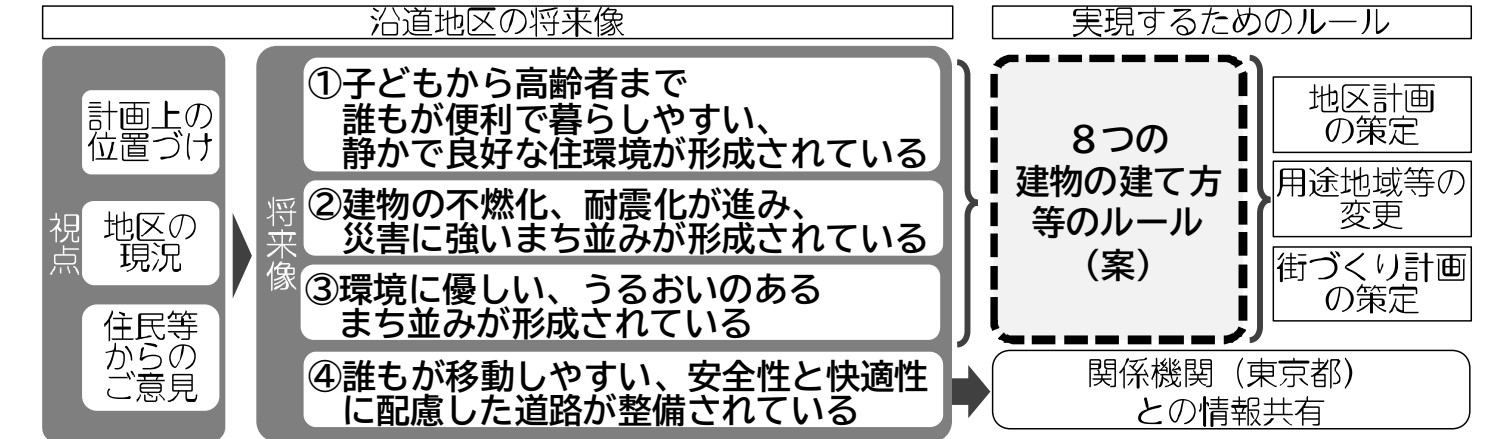 沿道地区の将来像
実現するためのルール
視点
計画上の
位置づけ
地区の
現況
住民等
からの
ご意見
将来像
①子どもから高齢者まで
誰もが便利で暮らしやすい、
静かで良好な住環境が形成されている
②建物の不燃化、耐震化が進み、
災害に強いまち並みが形成されている
③環境に優しい、うるおいのある
まち並みが形成されている
④誰もが移動しやすい、安全性と快適性
に配慮した道路が整備されている
8つの
建物の建て方
等のルール
（案）
地区計画
の策定
用途地域等の
変更
街づくり計画
の策定
関係機関（東京都）
との情報共有